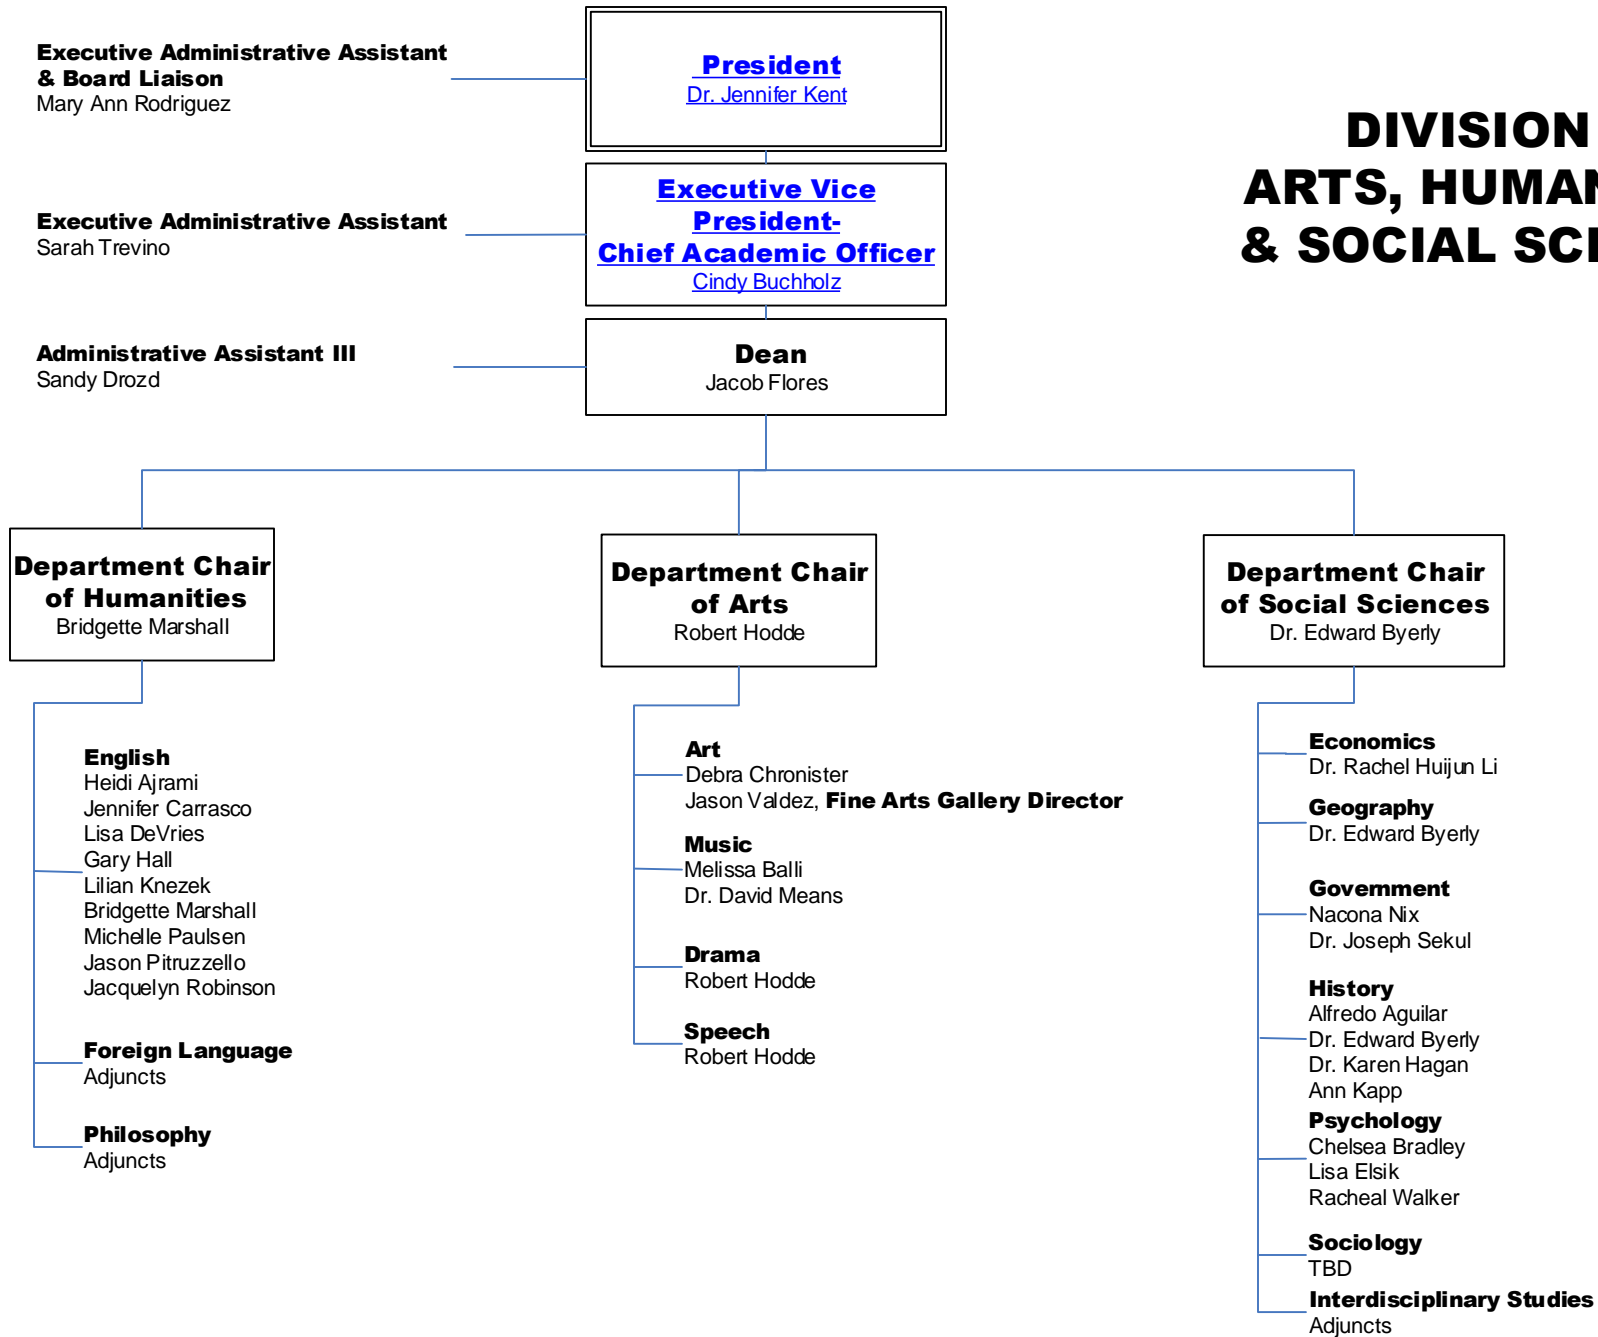 Executive Administrative Assistant
& Board Liaison
Mary Ann Rodriguez
President
Dr. Jennifer Kent
DIVISION
ARTS, HUMAN
& SOCIAL SCI
Executive Administrative Assistant
Sarah Trevino
Executive Vice
President-
Chief Academic Officer
Cindy Buchholz
Administrative Assistant III
Sandy Drozd
Dean
Jacob Flores
Department Chair
of Humanities
Bridgette Marshall
English
Heidi Ajrami
Jennifer Carrasco
Lisa DeVries
Gary Hall
Lilian Knezek
Bridgette Marshall
Michelle Paulsen
Jason Pitruzzello
Jacquelyn Robinson
Foreign Language
Adjuncts
Philosophy
Adjuncts
Department Chair
of Arts
Robert Hodde
Art
Debra Chronister
Jason Valdez, Fine Arts Gallery Director
Music
Melissa Balli
Dr. David Means
Drama
Robert Hodde
Speech
Robert Hodde
Department Chair
of Social Sciences
Dr. Edward Byerly
Economics
Dr. Rachel Huijun Li
Geography
Dr. Edward Byerly
Government
Nacona Nix
Dr. Joseph Sekul
History
Alfredo Aguilar
Dr. Edward Byerly
Dr. Karen Hagan
Ann Kapp
Psychology
Chelsea Bradley
Lisa Elsik
Racheal Walker
Sociology
TBD
Interdisciplinary Studies
Adjuncts